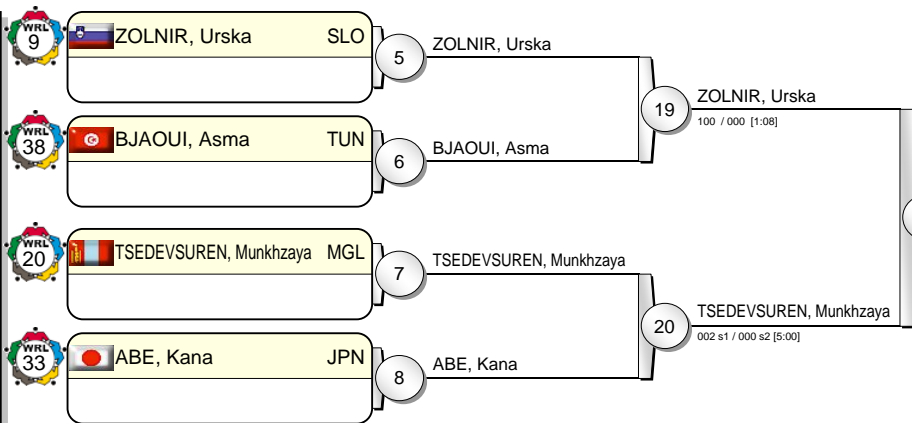 WRL
9
ZOLNIR, Urska SLO
5
ZOLNIR, Urska
WRL
38
BJAOUI, Asma TUN
6
BJAOUI, Asma
19
ZOLNIR, Urska
100 / 000 [1:08]
WRL
20
TSEDEVSUREN, Munkhzaya MGL
7
TSEDEVSUREN, Munkhzaya
WRL
33
ABE, Kana JPN
8
ABE, Kana
20
TSEDEVSUREN, Munkhzaya
002 s1 / 000 s2 [5:00]